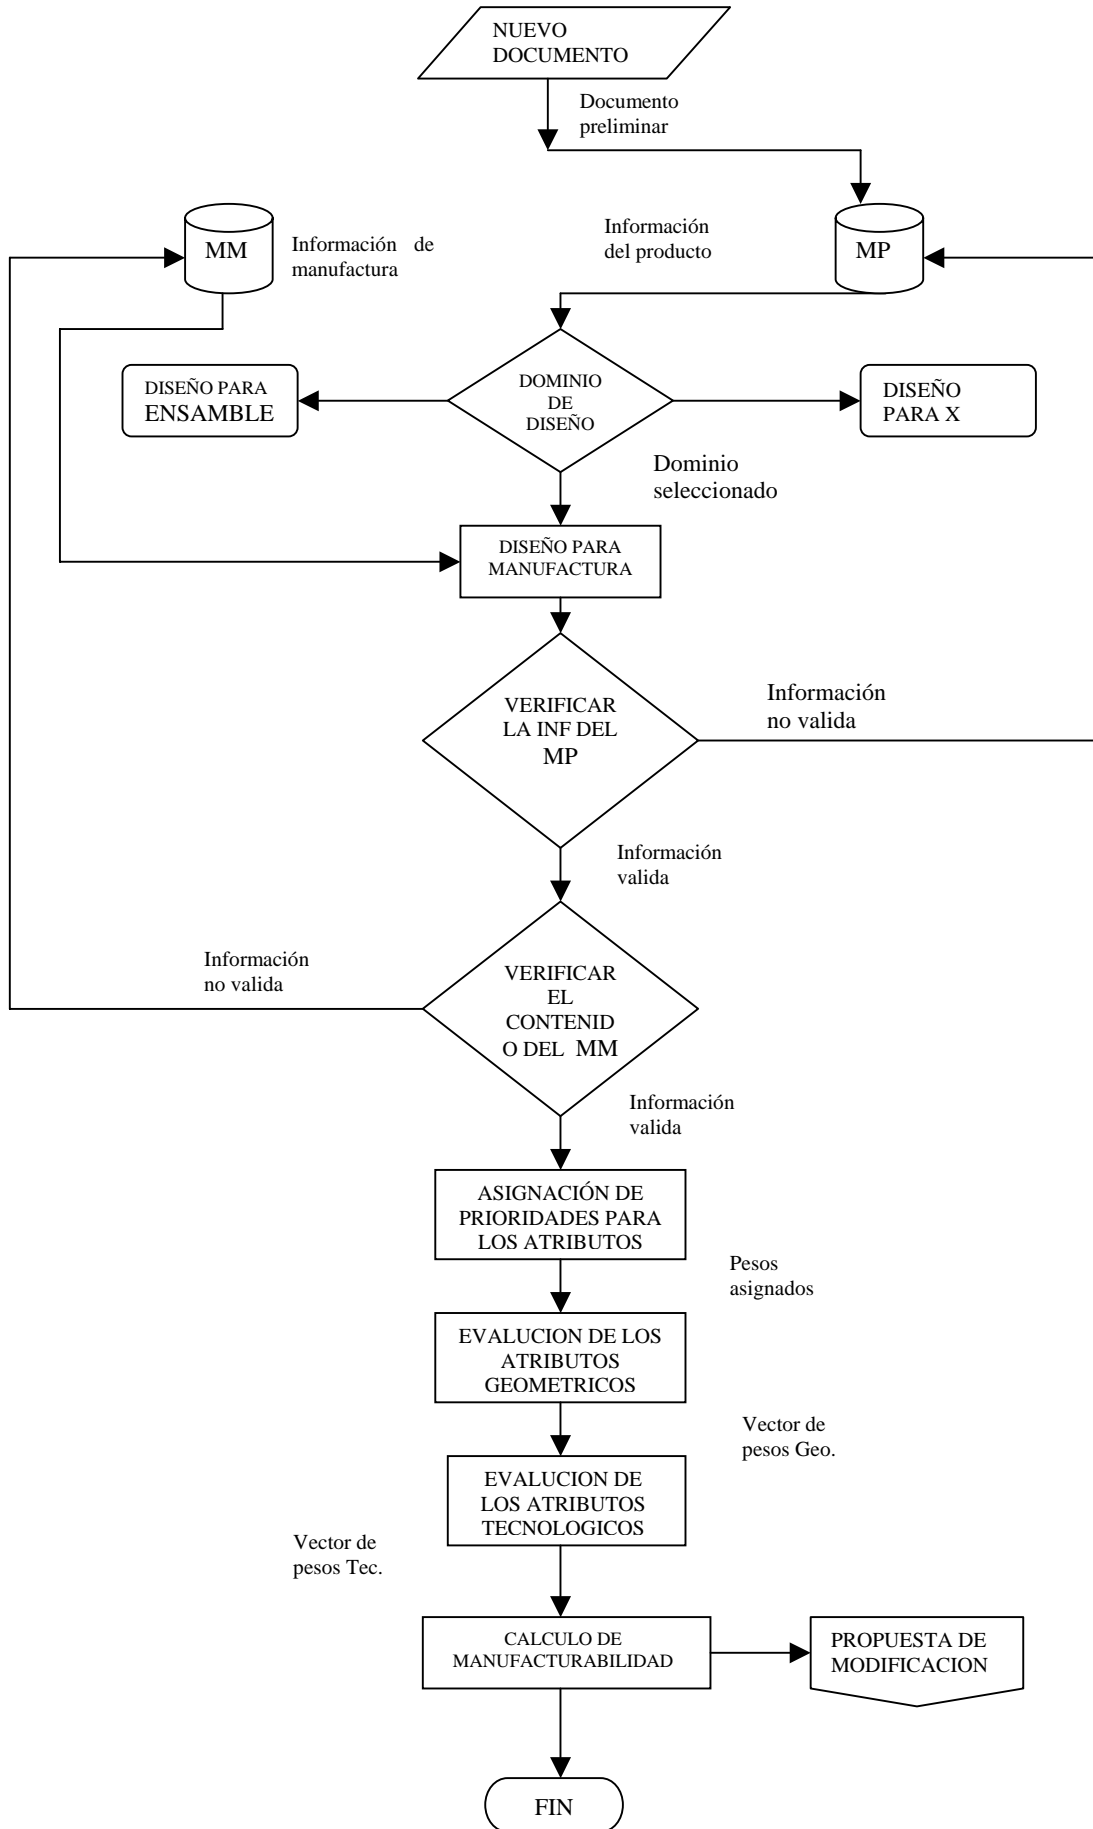 NUEVO
DOCUMENTO
Documento
preliminar
MM
Información de
manufactura
Información
del producto
MP
DISEÑO PARA
ENSAMBLE
DOMINIO
DE
DISEÑO
DISEÑO
PARA X
Dominio
seleccionado
DISEÑO PARA
MANUFACTURA
VERIFICAR
LA INF DEL
MP
Información
no valida
Información
valida
Información
no valida
VERIFICAR
EL
CONTENID
O DEL MM
Información
valida
ASIGNACIÓN DE
PRIORIDADES PARA
LOS ATRIBUTOS
Pesos
asignados
EVALUCION DE LOS
ATRIBUTOS
GEOMETRICOS
Vector de
pesos Geo.
EVALUCION DE
LOS ATRIBUTOS
TECNOLOGICOS
Vector de
pesos Tec.
CALCULO DE
MANUFACTURABILIDAD
PROPUESTA DE
MODIFICACION
FIN